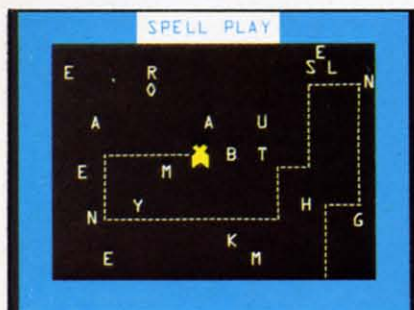 SPELL PLAY
E
E R S L N
O
A A U
B T
E M
Y H
N G
K
E M